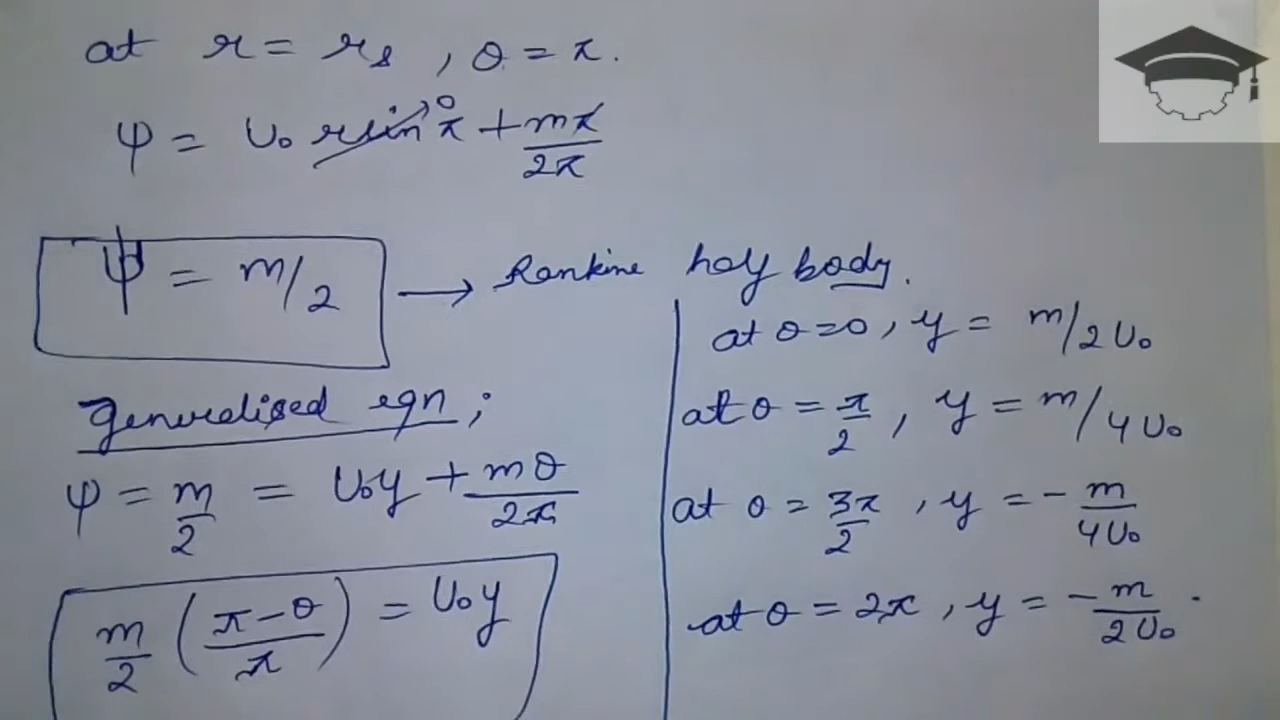 at r = rs , θ = π.
ψ = U₀ r sin π⁰ + mπ/2π
ψ = m/2 → Rankine half body.
Generalised eqn ;
ψ = m/2 = U₀y + mθ/2π
m/2 (π-θ/π) = U₀y
at θ = 0 , y = m/2U₀
at θ = π/2 , y = m/4U₀
at θ = 3π/2 , y = - m/4U₀
at θ = 2π , y = - m/2U₀ .